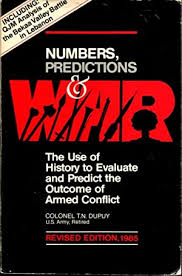 INCLUDING:
QJM Analysis of
the Bekaa Valley Battle
in Lebanon
NUMBERS,
PREDICTIONS
&
WAR
The Use of
History to Evaluate
and Predict the
Outcome of
Armed Conflict
COLONEL T.N. DUPUY
U.S. Army, Retired
REVISED EDITION, 1985